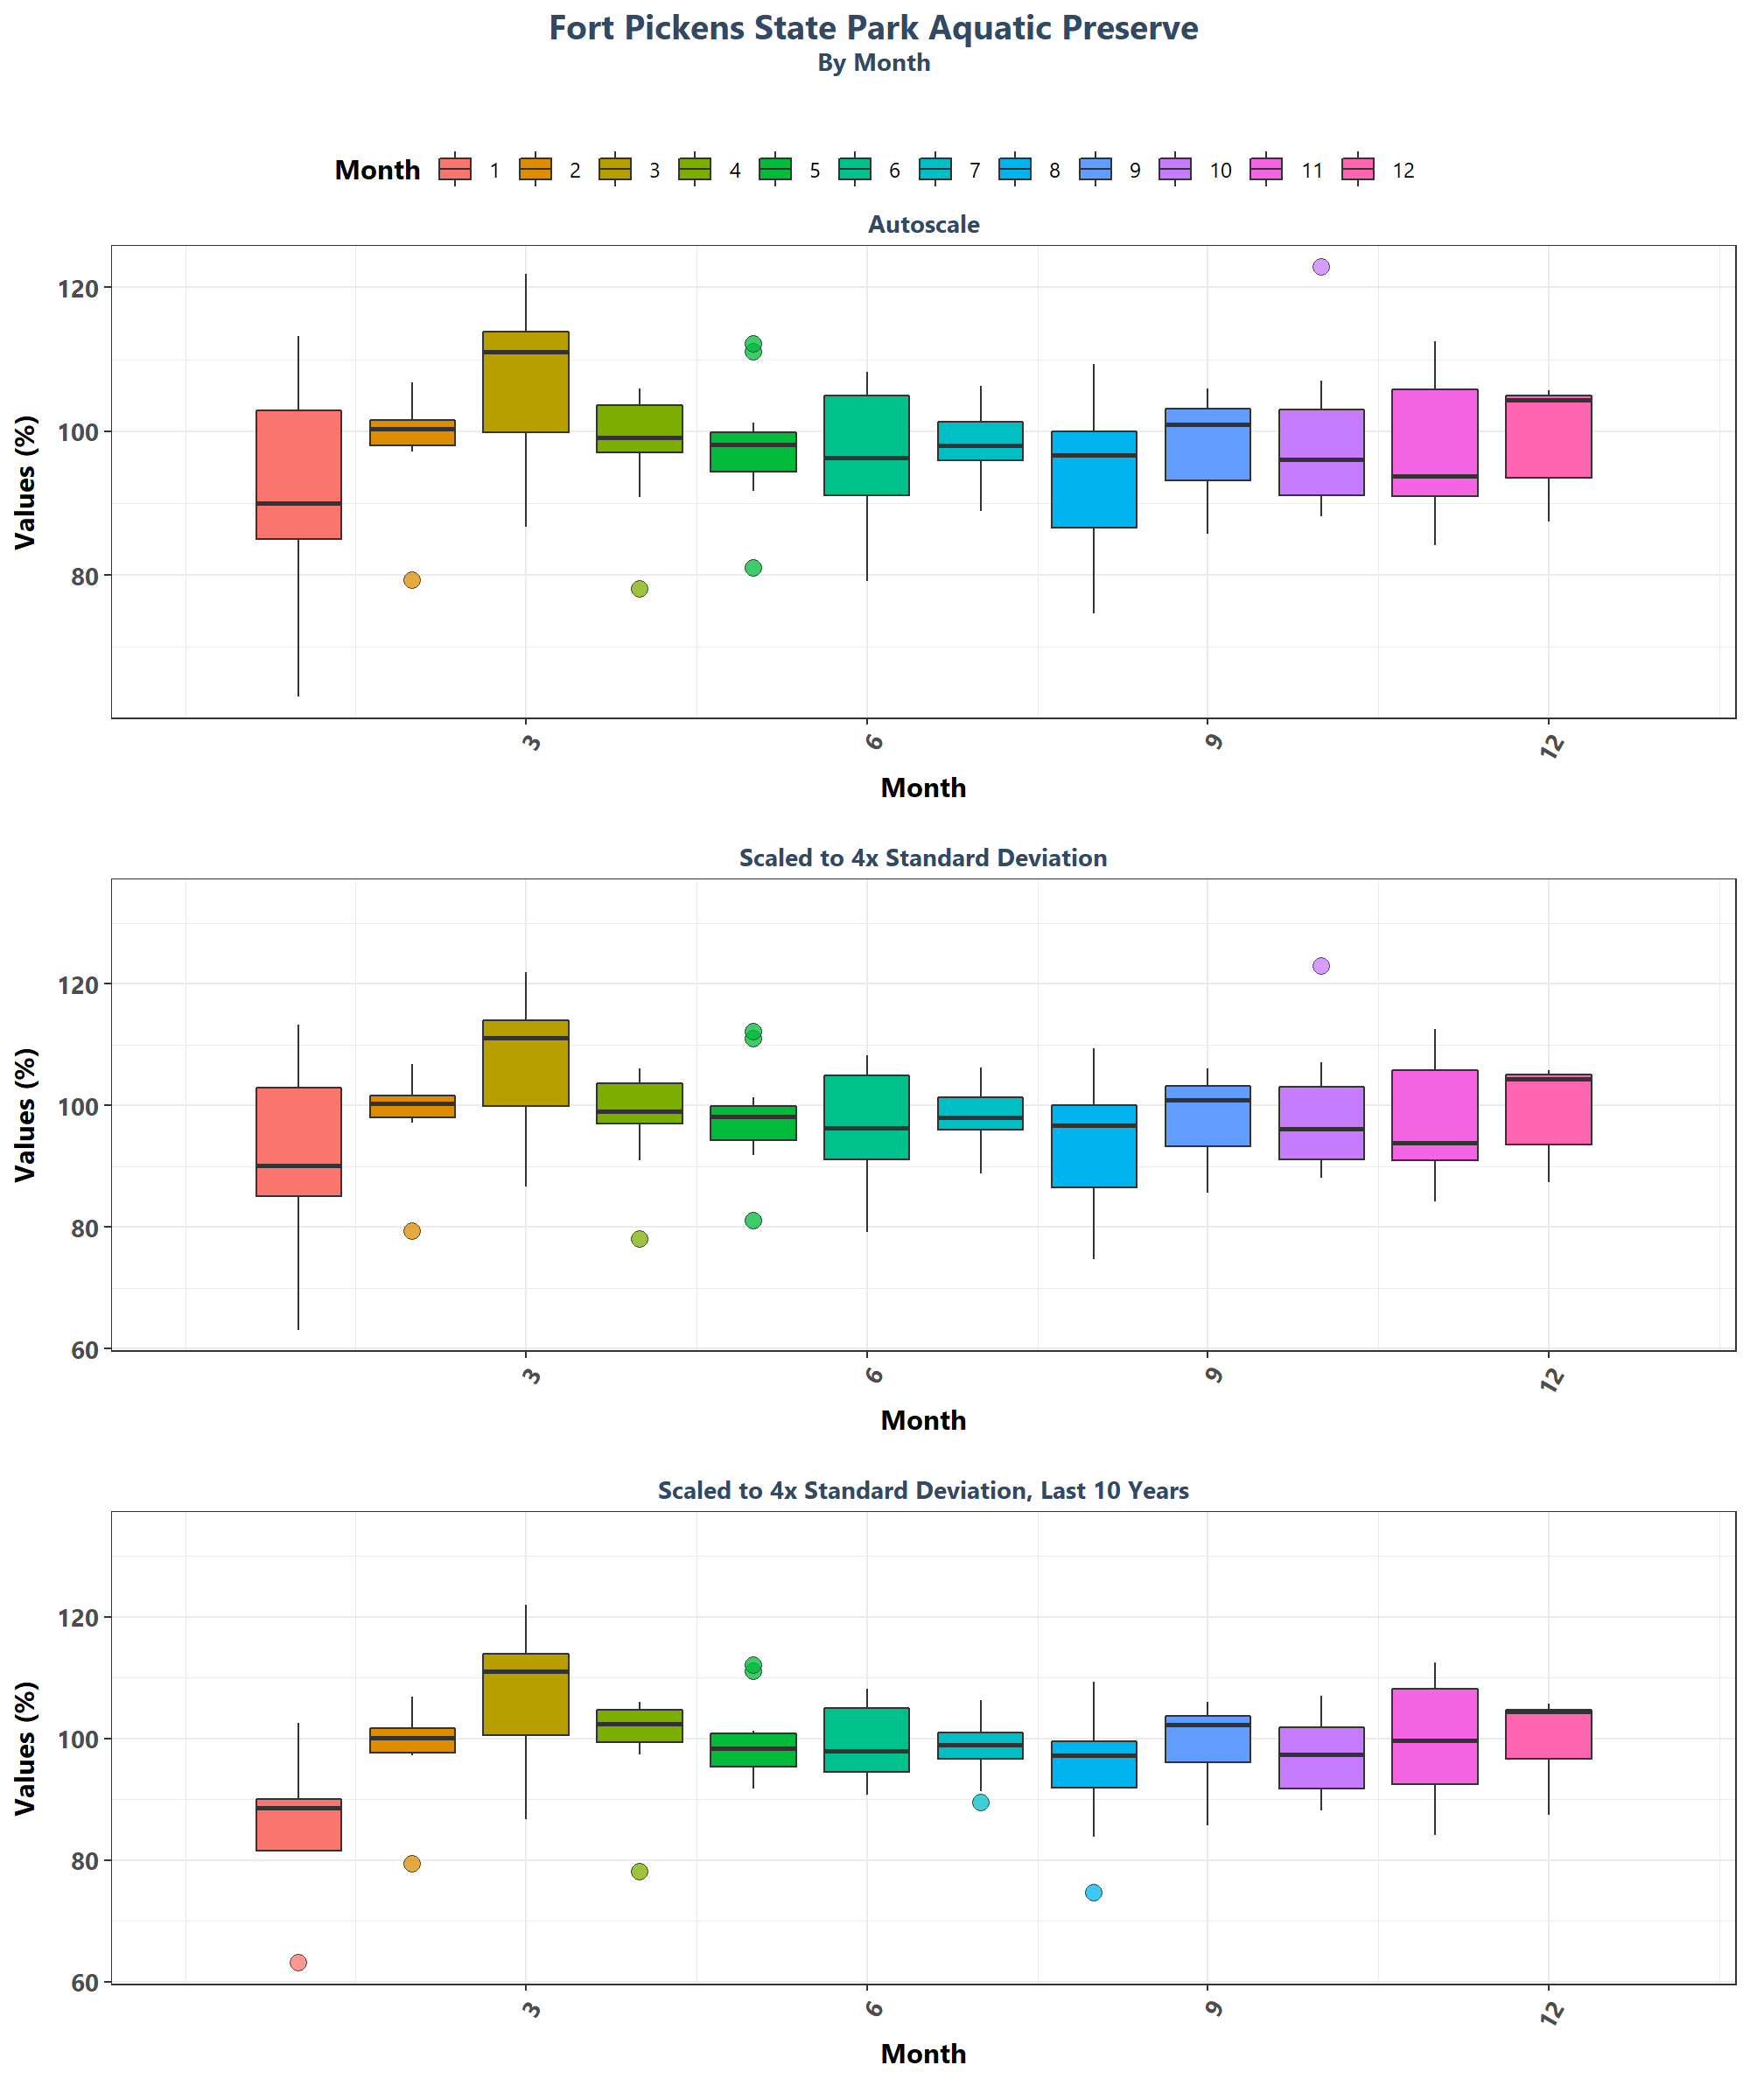 Fort Pickens State Park Aquatic Preserve
By Month
Month 1 2 3 4 5 6 7 8 9 10 11 12
Autoscale
Values (%)
120
100
80
3 6 9 12
Month
Scaled to 4x Standard Deviation
Values (%)
120
100
80
60
3 6 9 12
Month
Scaled to 4x Standard Deviation, Last 10 Years
Values (%)
120
100
80
60
3 6 9 12
Month